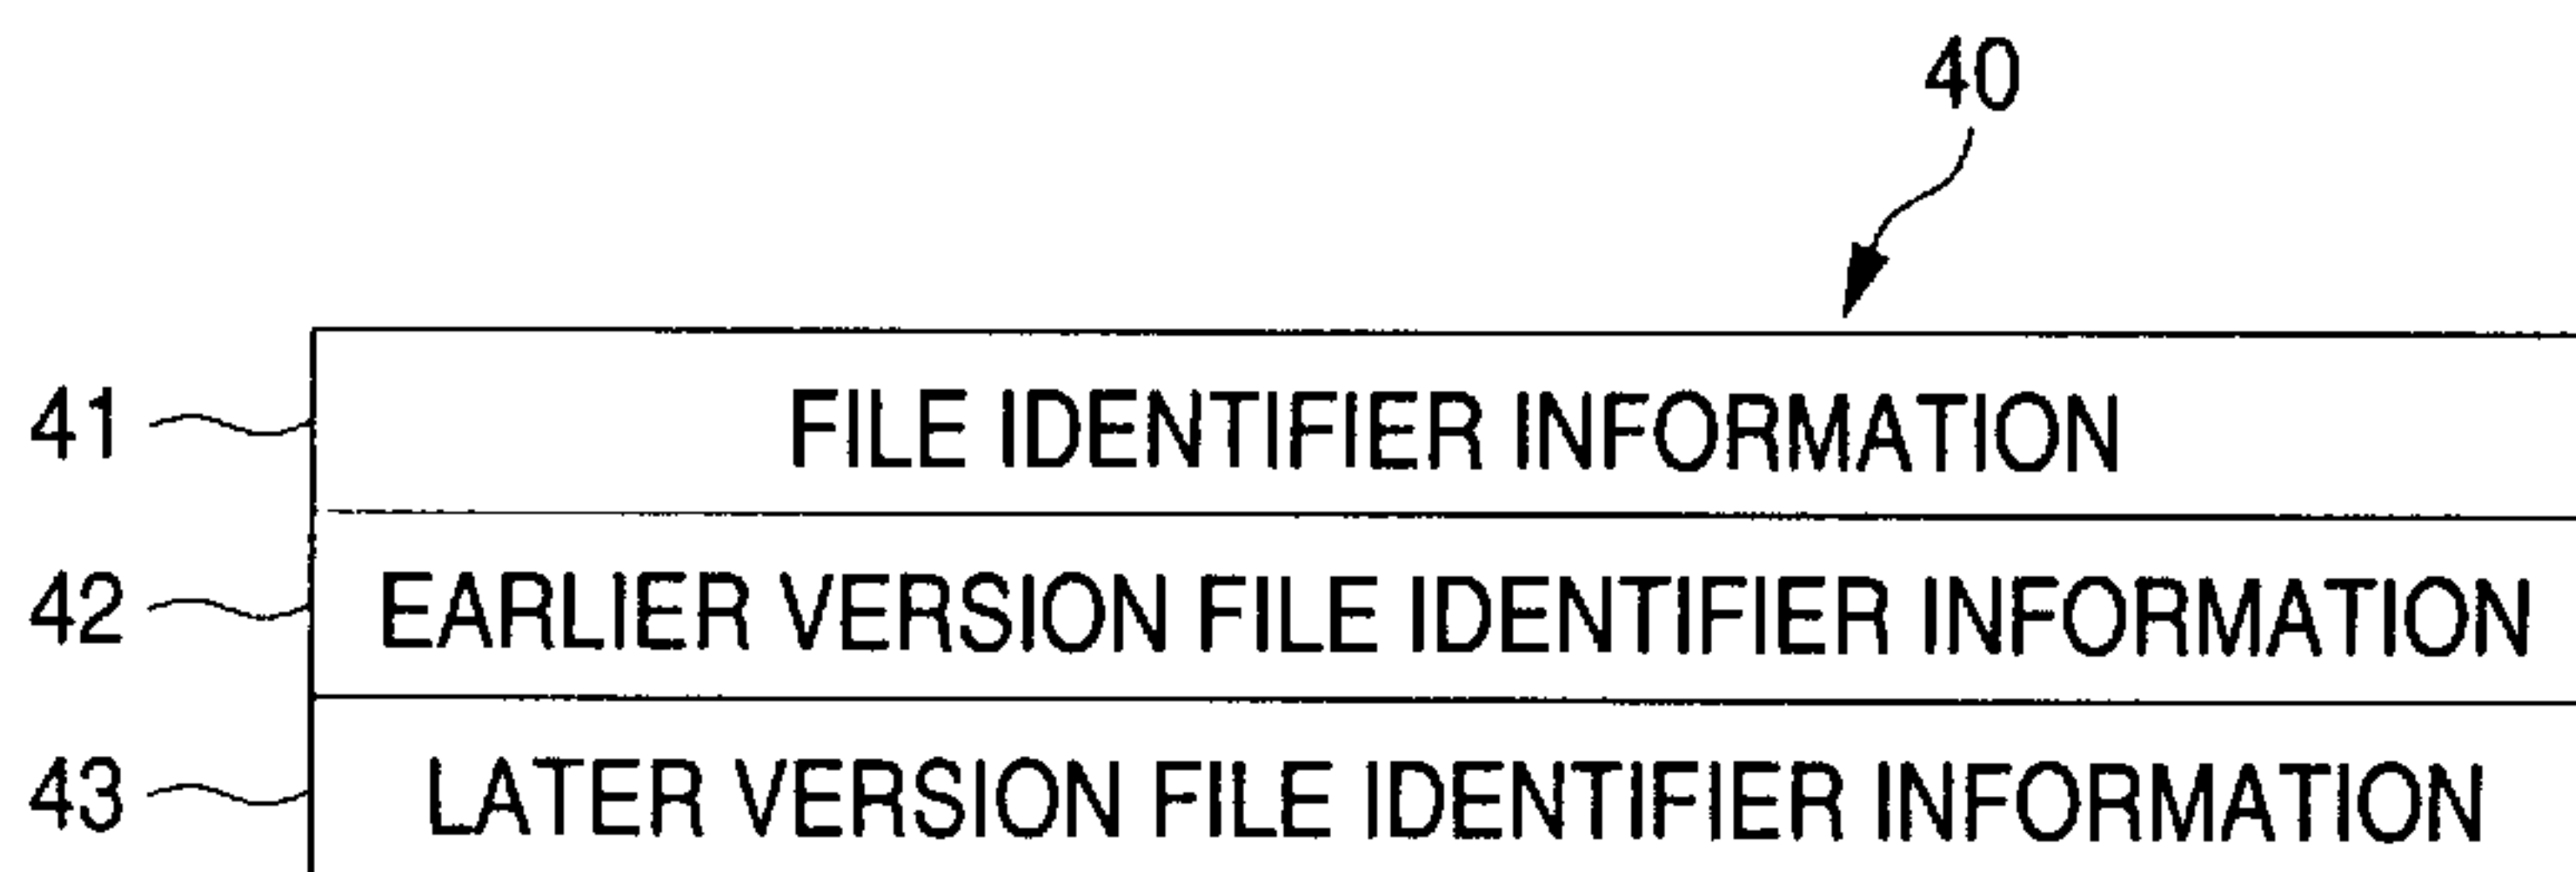 40
41 FILE IDENTIFIER INFORMATION
42 EARLIER VERSION FILE IDENTIFIER INFORMATION
43 LATER VERSION FILE IDENTIFIER INFORMATION